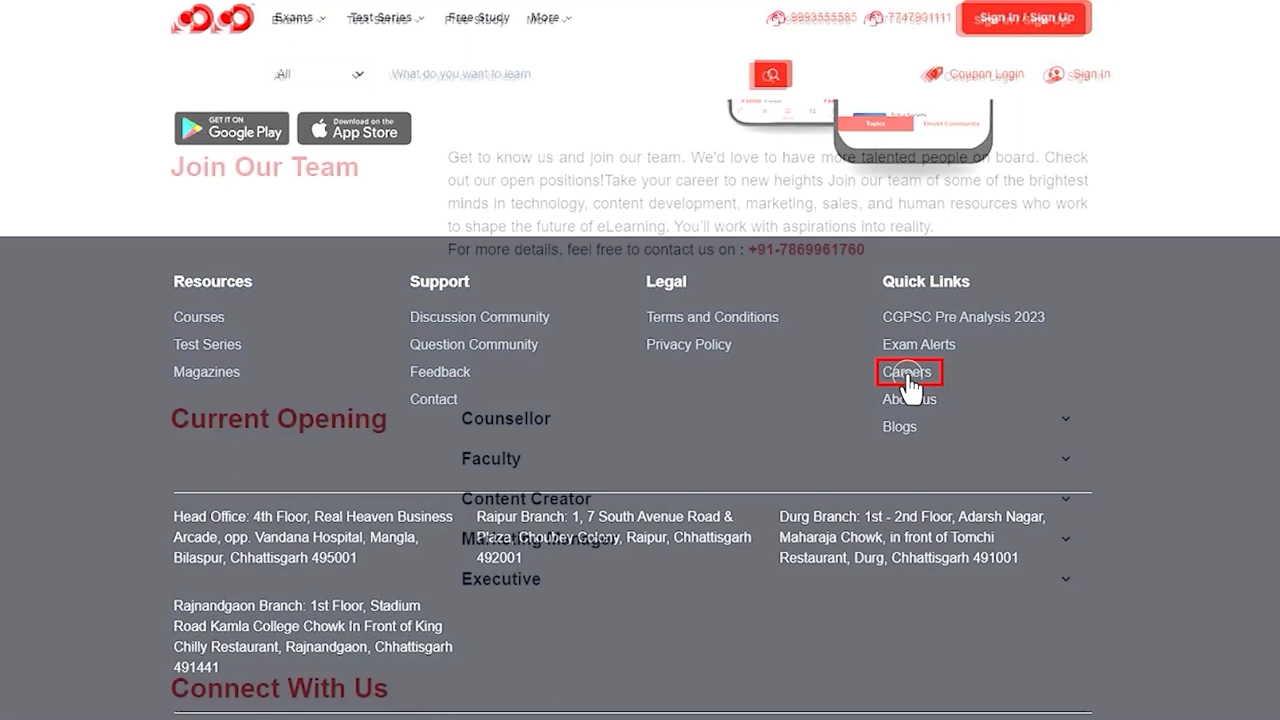 Exams
Test Series
Free Study
More
9993555585
7747901111
Sign In / Sign Up
All
What do you want to learn
Coupon Login
Sign In
Topics
Doubt Community
GET IT ON
Google Play
Download on the
App Store
Join Our Team
Get to know us and join our team. We'd love to have more talented people on board. Check
out our open positions!Take your career to new heights Join our team of some of the brightest
minds in technology, content development, marketing, sales, and human resources who work
to shape the future of eLearning. You'll work with aspirations into reality.
For more details, feel free to contact us on : +91-7869961760
Resources
Courses
Test Series
Magazines
Support
Discussion Community
Question Community
Feedback
Contact
Legal
Terms and Conditions
Privacy Policy
Quick Links
CGPSC Pre Analysis 2023
Exam Alerts
Careers
About us
Blogs
Current Opening
Counsellor
Faculty
Content Creator
Marketing Manager
Executive
Head Office: 4th Floor, Real Heaven Business
Arcade, opp. Vandana Hospital, Mangla,
Bilaspur, Chhattisgarh 495001
Raipur Branch: 1, 7 South Avenue Road &
Plaza, Choubey Colony, Raipur, Chhattisgarh
492001
Durg Branch: 1st - 2nd Floor, Adarsh Nagar,
Maharaja Chowk, in front of Tomchi
Restaurant, Durg, Chhattisgarh 491001
Rajnandgaon Branch: 1st Floor, Stadium
Road Kamla College Chowk In Front of King
Chilly Restaurant, Rajnandgaon, Chhattisgarh
491441
Connect With Us